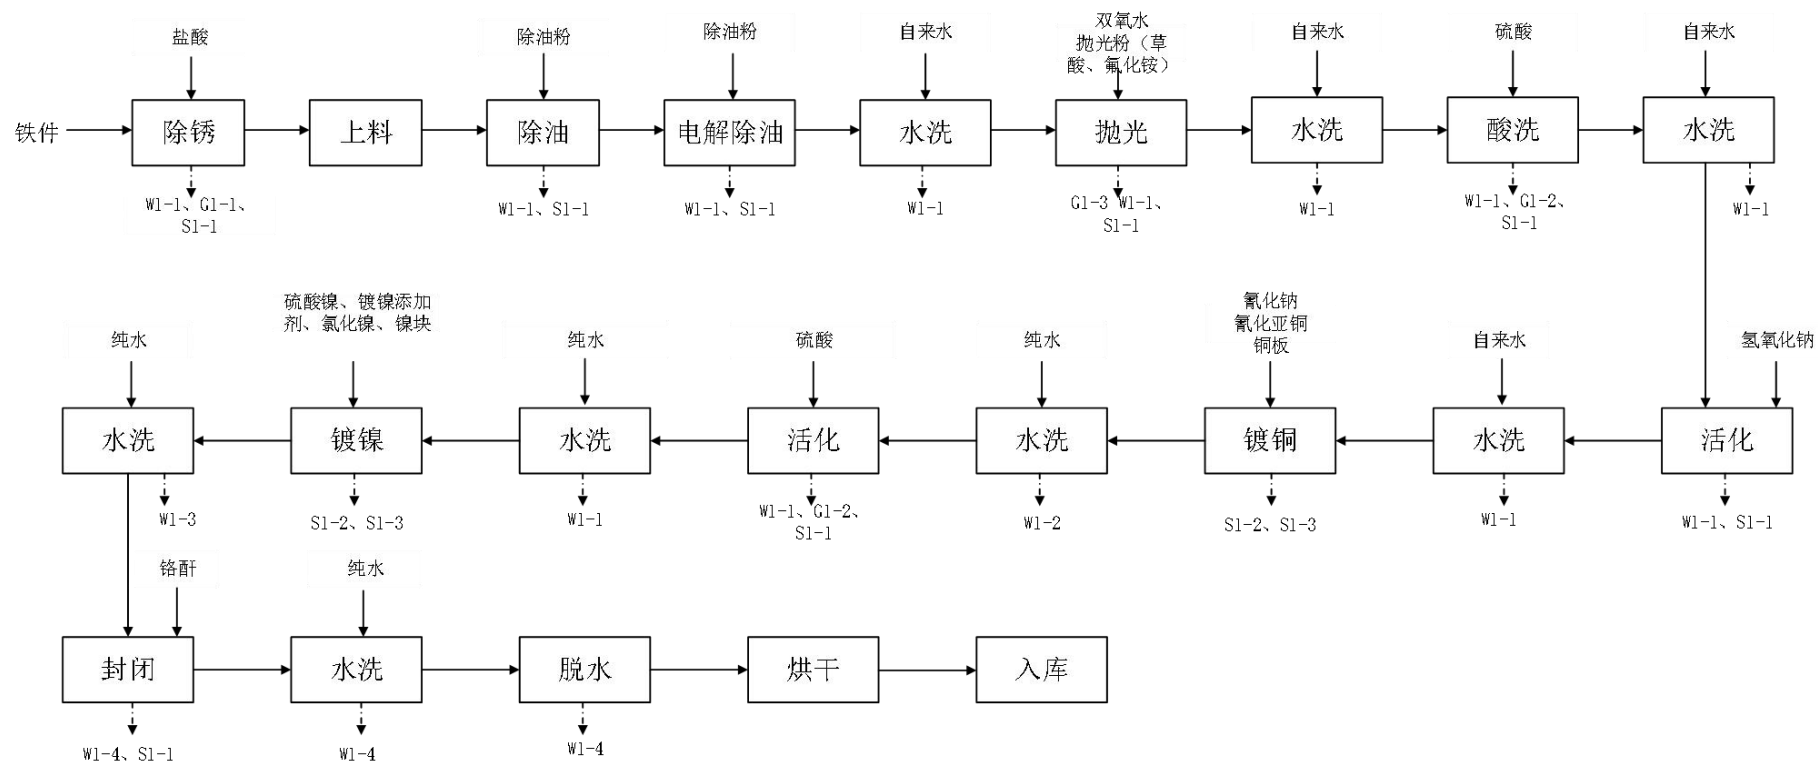 盐酸
除油粉
除油粉
自来水
双氧水
抛光粉（草
酸、氟化铵）
自来水
硫酸
自来水
铁件
除锈
上料
除油
电解除油
水洗
抛光
水洗
酸洗
水洗
W1-1、G1-1、
S1-1
W1-1、S1-1
W1-1、S1-1
W1-1
G1-3 W1-1、
S1-1
W1-1
W1-1、G1-2、
S1-1
W1-1
纯水
硫酸镍、镀镍添加
剂、氯化镍、镍块
纯水
硫酸
纯水
氰化钠
氰化亚铜
铜板
自来水
氢氧化钠
水洗
镀镍
水洗
活化
水洗
镀铜
水洗
活化
W1-3
S1-2、S1-3
W1-1
W1-1、G1-2、
S1-1
W1-2
S1-2、S1-3
W1-1
W1-1、S1-1
铬酐
纯水
封闭
水洗
脱水
烘干
入库
W1-4、S1-1
W1-4
W1-4